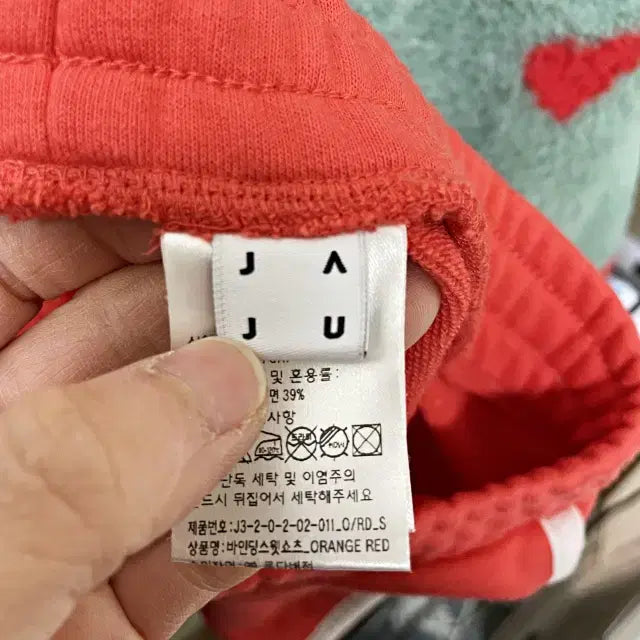 J Λ
J U
및 혼용률:
면 39%
사항
단독 세탁 및 이염주의
드시 뒤집어서 세탁해주세요
제품번호: J3-2-0-2-02-011_O/RD_S
상품명: 바인딩스윗쇼츠_ORANGE RED